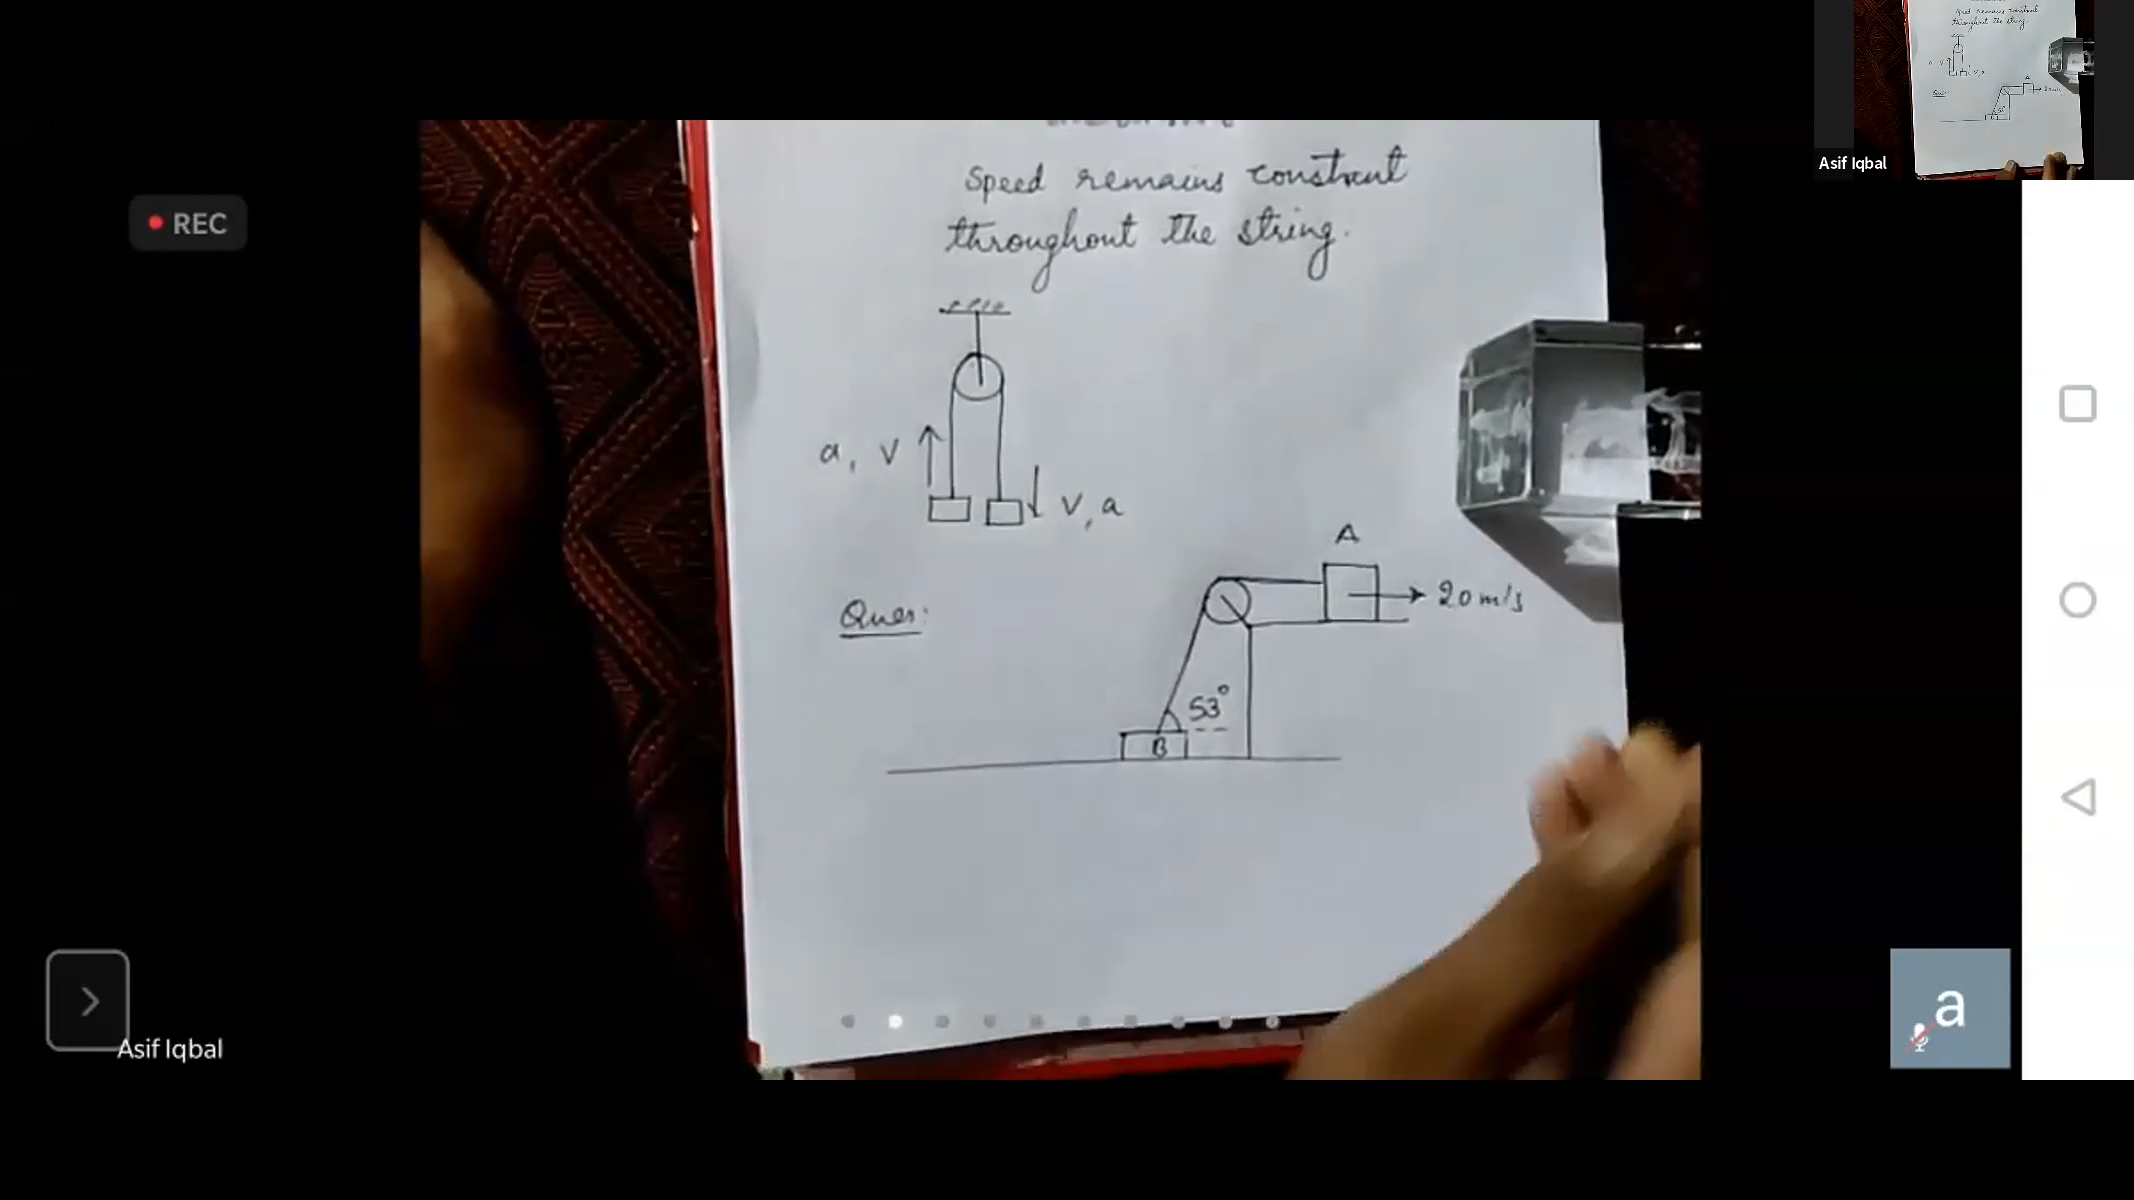 Speed remains constant
throughout the string.
Asif Iqbal
REC
a, v
v, a
A
20 m/s
Ques:
53°
B
a
Asif Iqbal